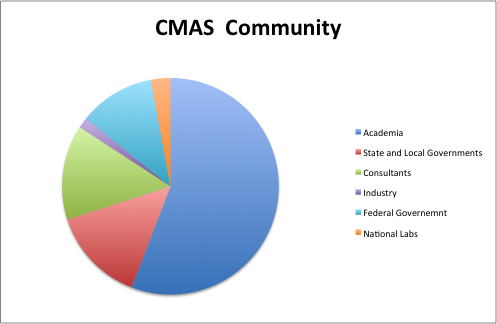 CMAS  Community
Academia
State and Local Governments
Consultants
Industry
Federal Governemnt
National Labs